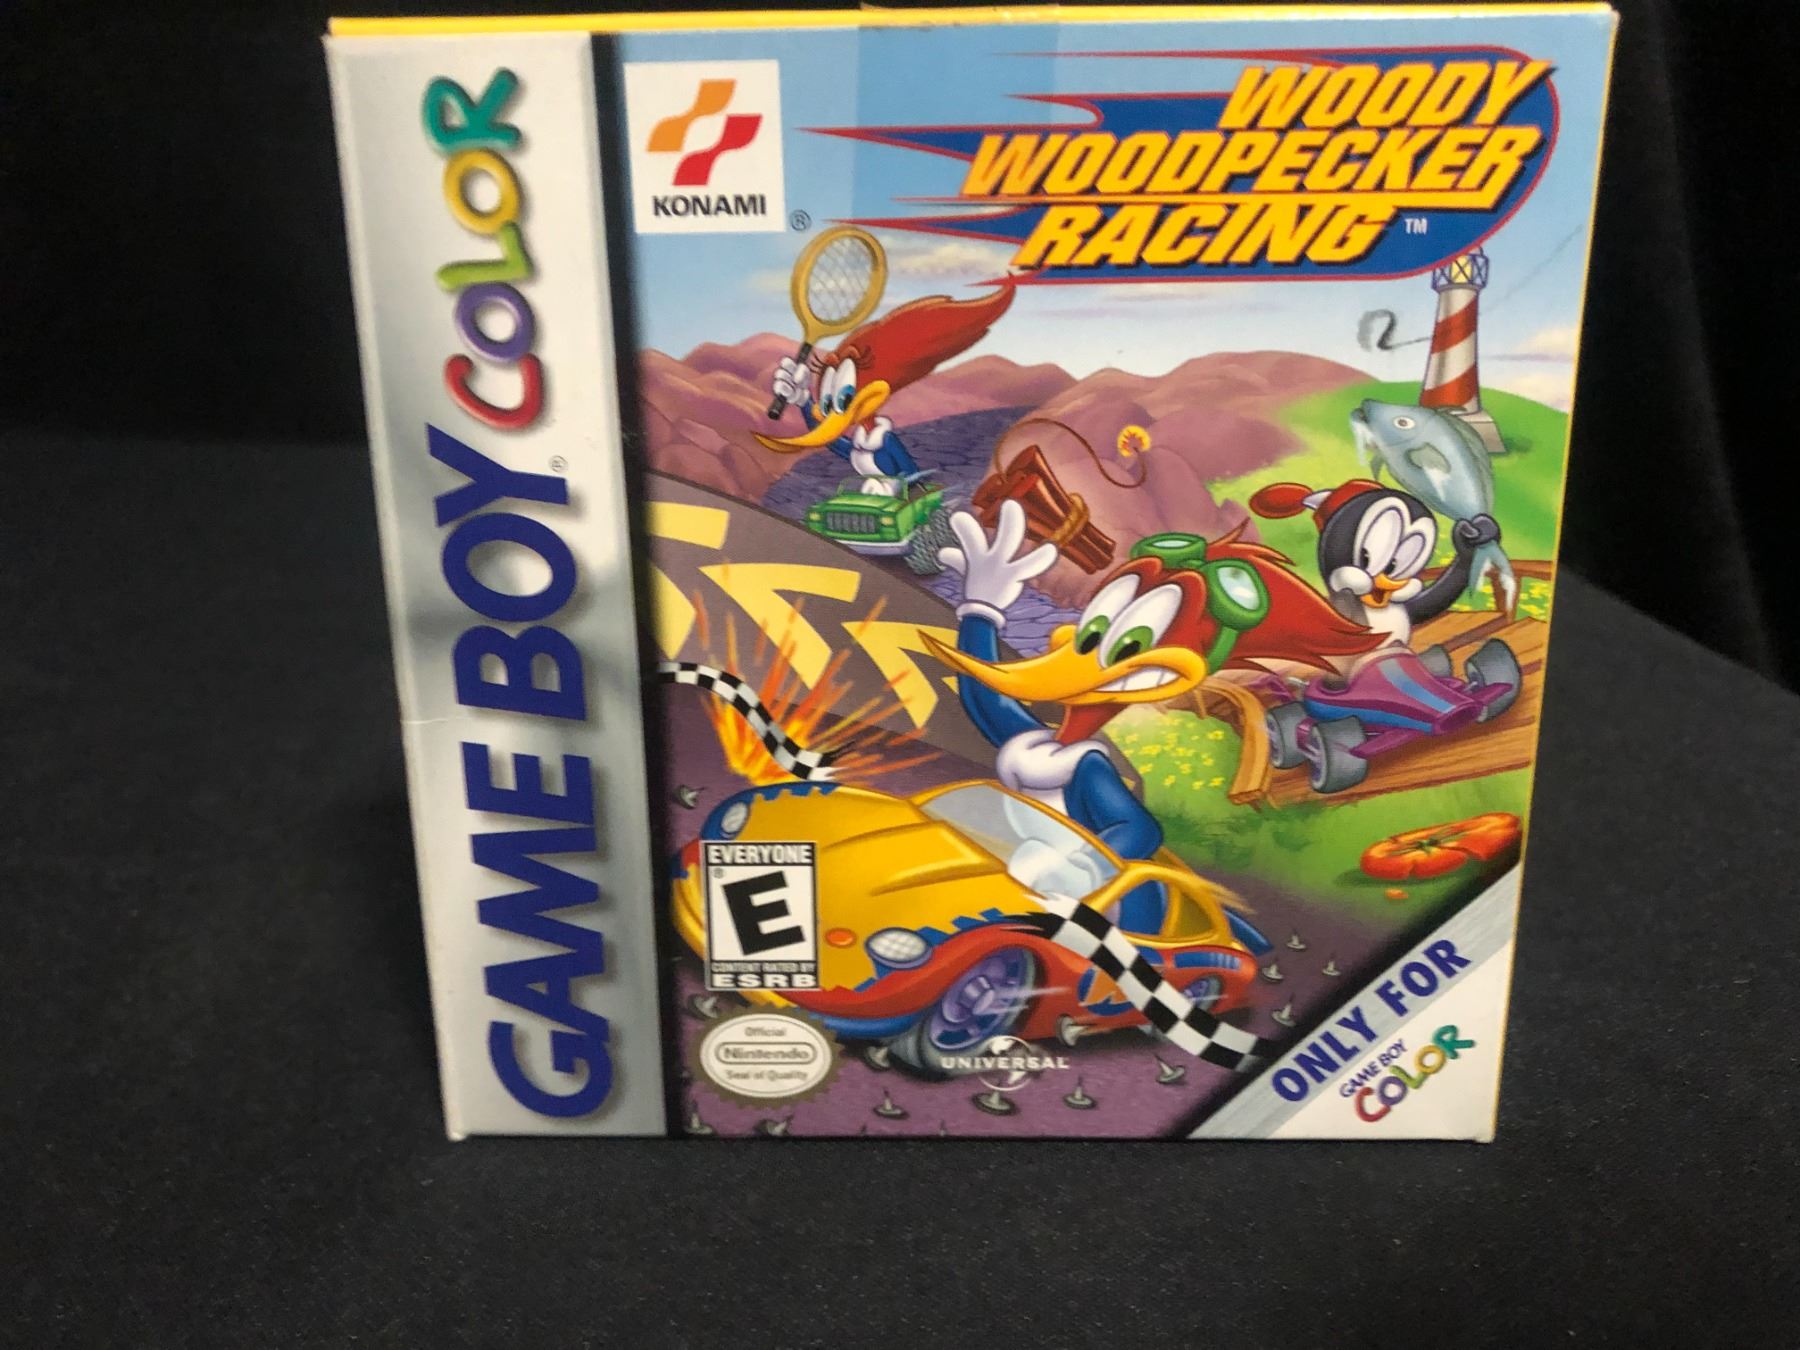 GAME BOY COLOR
®
KONAMI
®
WOODY
WOODPECKER
RACING
TM
EVERYONE
®
E
CONTENT RATED BY
ESRB
Official
Nintendo
Seal of Quality
UNIVERSAL
ONLY FOR
GAME BOY
COLOR